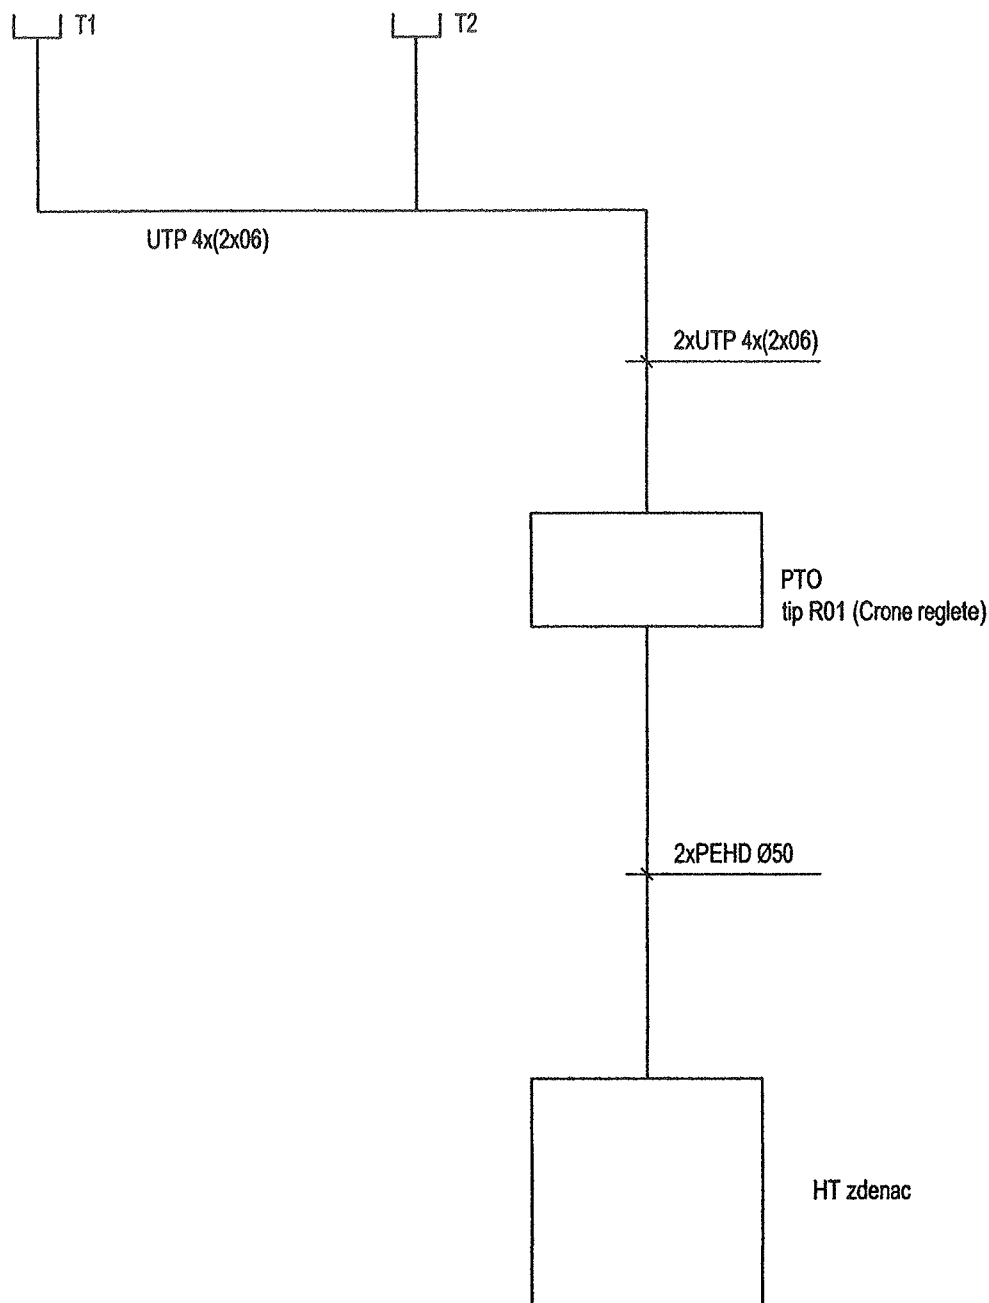 T1
T2
UTP 4x(2x06)
2xUTP 4x(2x06)
PTO
tip R01 (Crone reglete)
2xPEHD Ø50
HT zdenac